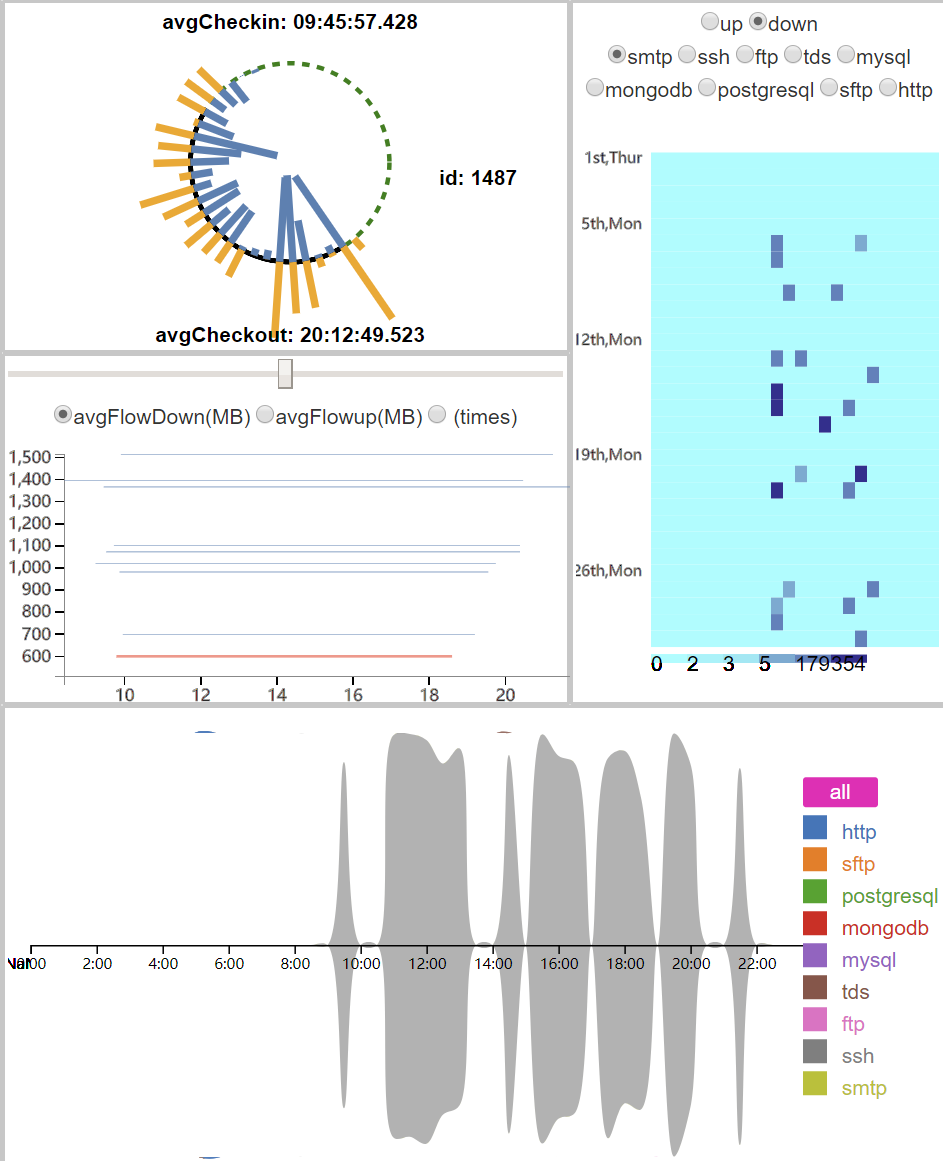 avgCheckin: 09:45:57.428
id: 1487
avgCheckout: 20:12:49.523
up down
smtp ssh ftp tds mysql
mongodb postgresql sftp http
1st,Thur
5th,Mon
12th,Mon
19th,Mon
26th,Mon
0 2 3 5 179354
avgFlowDown(MB) avgFlowup(MB) (times)
1,500
1,400
1,300
1,200
1,100
1,000
900
800
700
600
10 12 14 16 18 20
2:00 4:00 6:00 8:00 10:00 12:00 14:00 16:00 18:00 20:00 22:00
all
http
sftp
postgresql
mongodb
mysql
tds
ftp
ssh
smtp